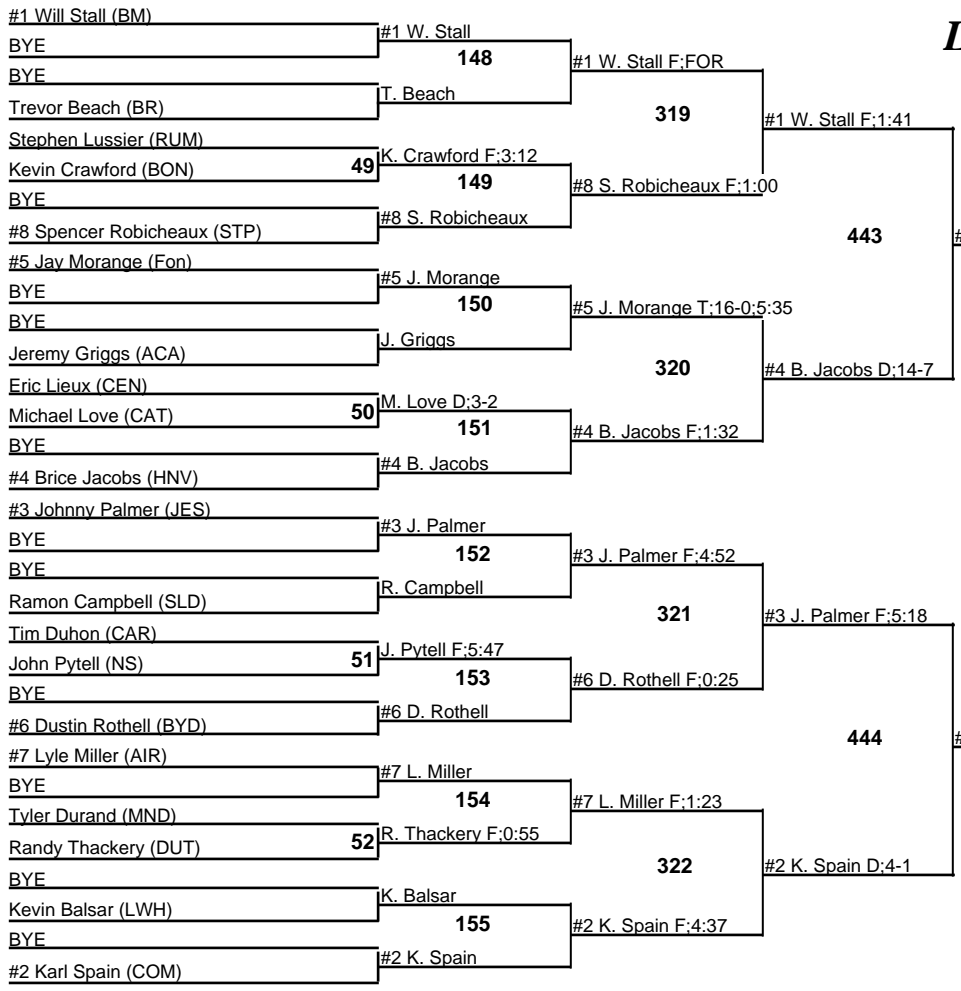 #1 Will Stall (BM)
BYE
BYE
Trevor Beach (BR)
Stephen Lussier (RUM)
Kevin Crawford (BON)
BYE
#8 Spencer Robicheaux (STP)
#5 Jay Morange (Fon)
BYE
BYE
Jeremy Griggs (ACA)
Eric Lieux (CEN)
Michael Love (CAT)
BYE
#4 Brice Jacobs (HNV)
#3 Johnny Palmer (JES)
BYE
BYE
Ramon Campbell (SLD)
Tim Duhon (CAR)
John Pytell (NS)
BYE
#6 Dustin Rothell (BYD)
#7 Lyle Miller (AIR)
BYE
Tyler Durand (MND)
Randy Thackery (DUT)
BYE
Kevin Balsar (LWH)
BYE
#2 Karl Spain (COM)
49
50
51
52
#1 W. Stall
148
T. Beach
K. Crawford F;3:12
149
#8 S. Robicheaux
#5 J. Morange
150
J. Griggs
M. Love D;3-2
151
#4 B. Jacobs
#3 J. Palmer
152
R. Campbell
J. Pytell F;5:47
153
#6 D. Rothell
#7 L. Miller
154
R. Thackery F;0:55
K. Balsar
155
#2 K. Spain
#1 W. Stall F;FOR
319
#8 S. Robicheaux F;1:00
#5 J. Morange T;16-0;5:35
320
#4 B. Jacobs F;1:32
#3 J. Palmer F;4:52
321
#6 D. Rothell F;0:25
#7 L. Miller F;1:23
322
#2 K. Spain F;4:37
#1 W. Stall F;1:41
443
#4 B. Jacobs D;14-7
#3 J. Palmer F;5:18
444
#2 K. Spain D;4-1
#
#